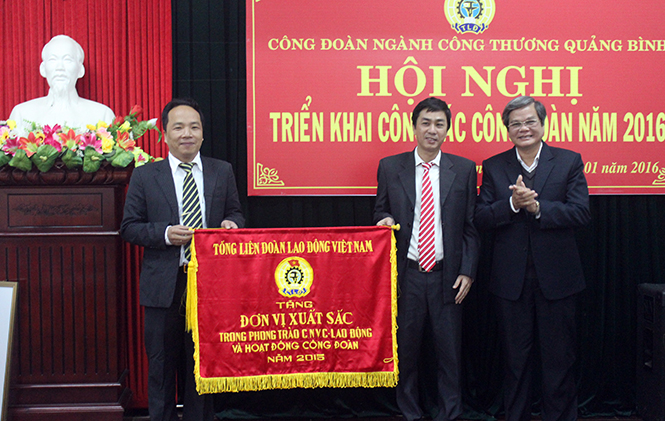 TLĐ
CÔNG ĐOÀN NGÀNH CÔNG THƯƠNG QUẢNG BÌNH
HỘI NGHỊ
TRIỂN KHAI CÔNG TÁC CÔNG ĐOÀN NĂM 2016
01 năm 2016
TỔNG LIÊN ĐOÀN LAO ĐỘNG VIỆT NAM
TẶNG
ĐƠN VỊ XUẤT SẮC
TRONG PHONG TRÀO CNVC-LAO ĐỘNG
VÀ HOẠT ĐỘNG CÔNG ĐOÀN
NĂM 2015